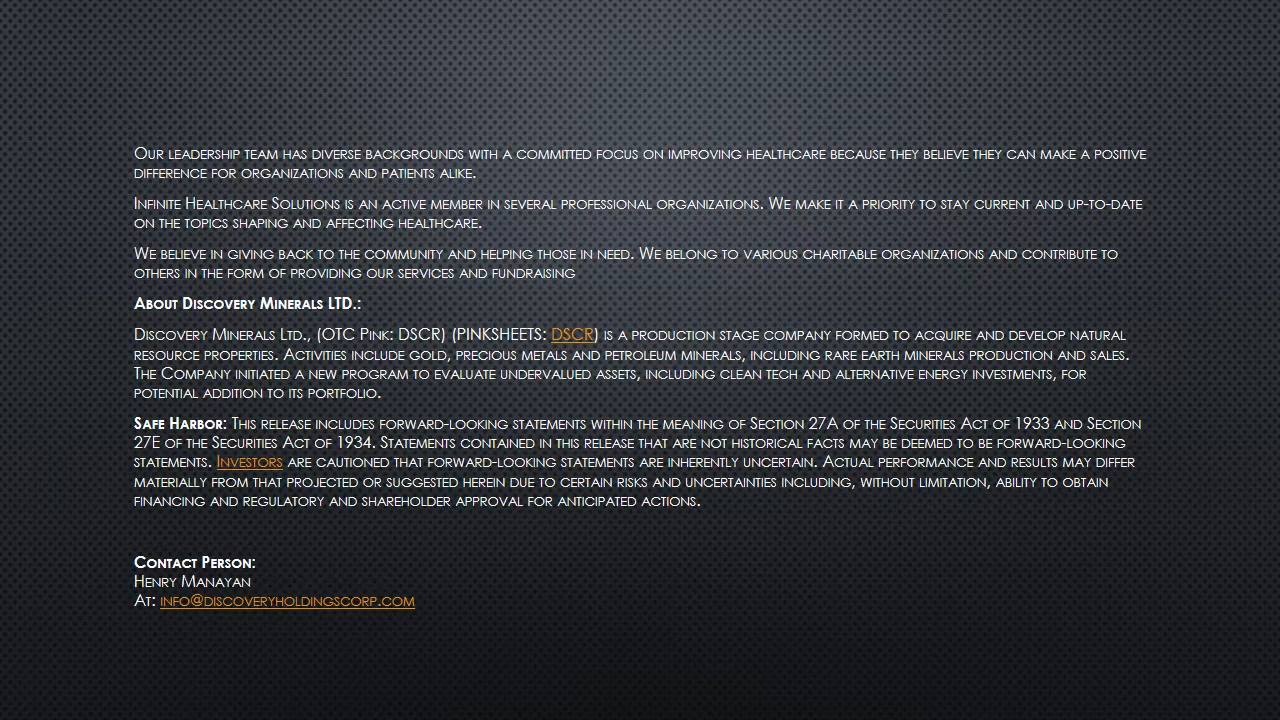 Our leadership team has diverse backgrounds with a committed focus on improving healthcare because they believe they can make a positive
difference for organizations and patients alike.
Infinite Healthcare Solutions is an active member in several professional organizations. We make it a priority to stay current and up-to-date
on the topics shaping and affecting healthcare.
We believe in giving back to the community and helping those in need. We belong to various charitable organizations and contribute to
others in the form of providing our services and fundraising
About Discovery Minerals LTD.:
Discovery Minerals Ltd., (OTC Pink: DSCR) (PINKSHEETS: DSCR) is a production stage company formed to acquire and develop natural
resource properties. Activities include gold, precious metals and petroleum minerals, including rare earth minerals production and sales.
The Company initiated a new program to evaluate undervalued assets, including clean tech and alternative energy investments, for
potential addition to its portfolio.
Safe Harbor: This release includes forward-looking statements within the meaning of Section 27A of the Securities Act of 1933 and Section
27E of the Securities Act of 1934. Statements contained in this release that are not historical facts may be deemed to be forward-looking
statements. Investors are cautioned that forward-looking statements are inherently uncertain. Actual performance and results may differ
materially from that projected or suggested herein due to certain risks and uncertainties including, without limitation, ability to obtain
financing and regulatory and shareholder approval for anticipated actions.
Contact Person:
Henry Manayan
At: info@discoveryholdingscorp.com